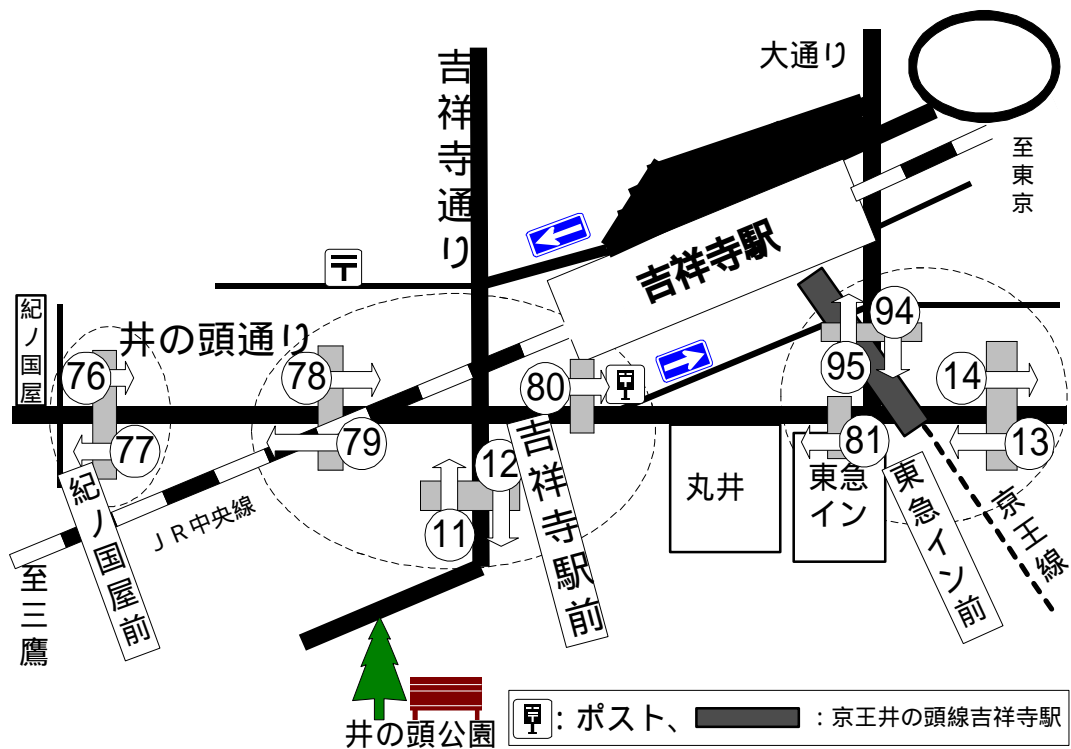 大通り
吉祥寺通り
至東京
吉祥寺駅
〒
紀ノ国屋
井の頭通り
76
78
80
94
95
14
77
79
12
81
13
11
丸井
東急
イン
紀ノ国屋前
吉祥寺駅前
東急イン前
京王線
JR中央線
至三鷹
井の頭公園
:ポスト、
:京王井の頭線吉祥寺駅